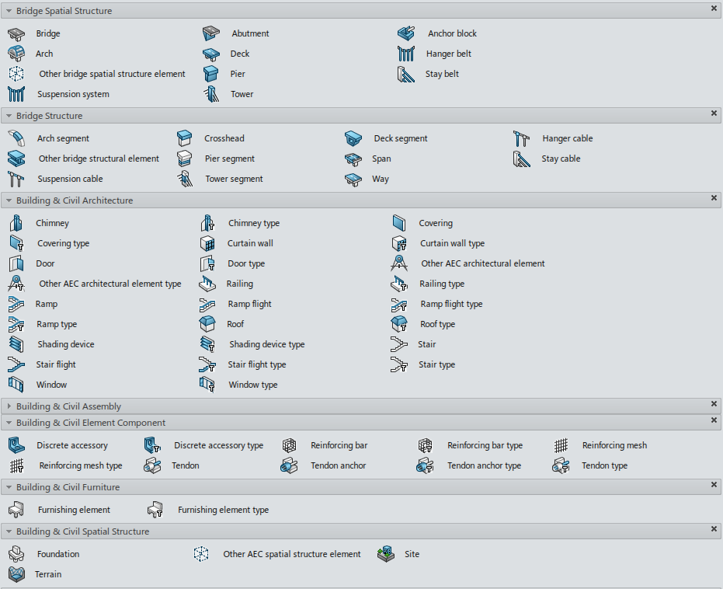 Bridge Spatial Structure
Bridge Abutment Anchor block
Arch Deck Hanger belt
Other bridge spatial structure element Pier Stay belt
Suspension system Tower
Bridge Structure
Arch segment Crosshead Deck segment Hanger cable
Other bridge structural element Pier segment Span Stay cable
Suspension cable Tower segment Way
Building & Civil Architecture
Chimney Chimney type Covering
Covering type Curtain wall Curtain wall type
Door Door type Other AEC architectural element
Other AEC architectural element type Railing Railing type
Ramp Ramp flight Ramp flight type
Ramp type Roof Roof type
Shading device Shading device type Stair
Stair flight Stair flight type Stair type
Window Window type
Building & Civil Assembly
Building & Civil Element Component
Discrete accessory Discrete accessory type Reinforcing bar Reinforcing bar type Reinforcing mesh
Reinforcing mesh type Tendon Tendon anchor Tendon anchor type Tendon type
Building & Civil Furniture
Furnishing element Furnishing element type
Building & Civil Spatial Structure
Foundation Other AEC spatial structure element Site
Terrain